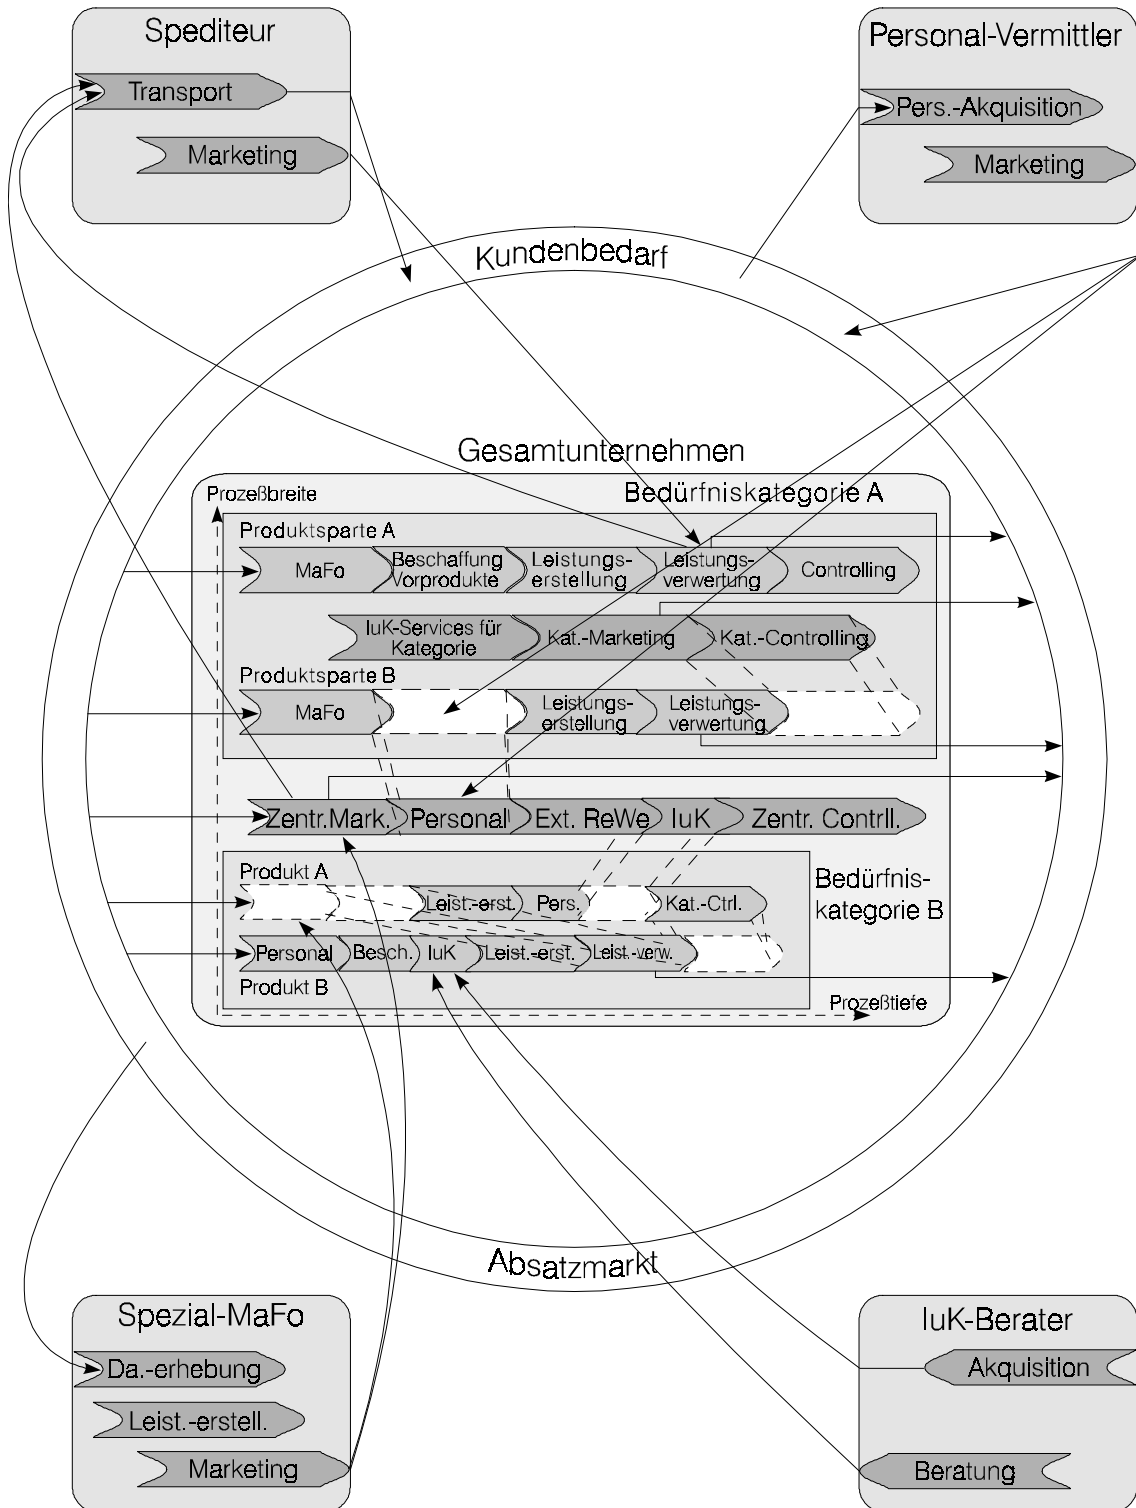 Spediteur
Transport
Marketing
Personal-Vermittler
Pers.-Akquisition
Marketing
Kundenbedarf
Gesamtunternehmen
Prozeßbreite
Bedürfniskategorie A
Produktsparte A
MaFo
Beschaffung
Vorprodukte
Leistungs-
erstellung
Leistungs-
verwertung
Controlling
IuK-Services für
Kategorie
Kat.-Marketing
Kat.-Controlling
Produktsparte B
MaFo
Leistungs-
erstellung
Leistungs-
verwertung
Zentr.Mark.
Personal
Ext. ReWe
IuK
Zentr. Contrll.
Produkt A
Leist.-erst.
Pers.
Kat.-Ctrl.
Bedürfnis-
kategorie B
Personal
Besch.
IuK
Leist.-erst.
Leist.-verw.
Produkt B
Prozeßtiefe
Absatzmarkt
Spezial-MaFo
Da.-erhebung
Leist.-erstell.
Marketing
IuK-Berater
Akquisition
Beratung